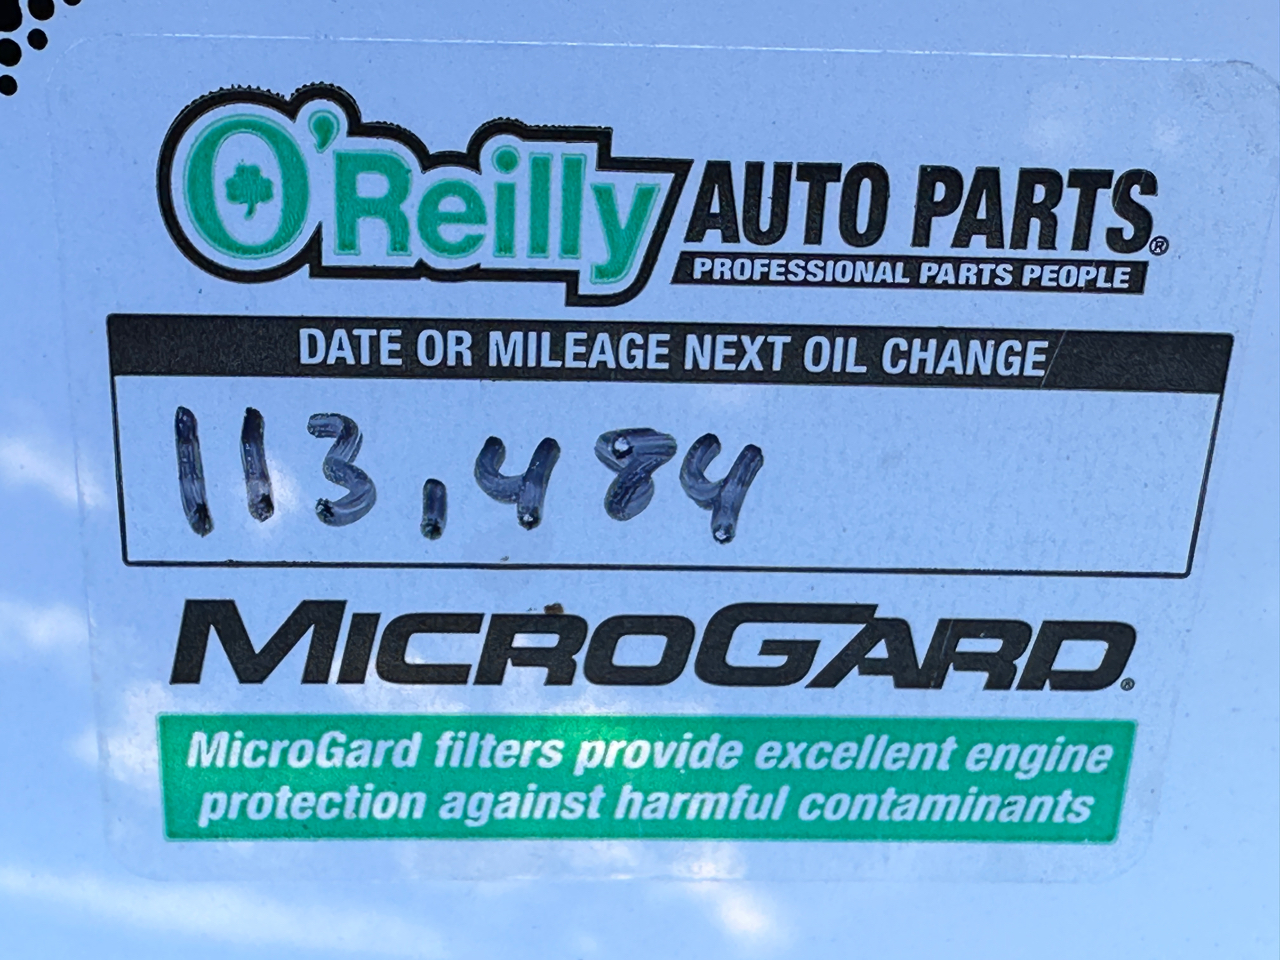 O'Reilly AUTO PARTS®
PROFESSIONAL PARTS PEOPLE
DATE OR MILEAGE NEXT OIL CHANGE
113,484
MICROGARD®
MicroGard filters provide excellent engine
protection against harmful contaminants